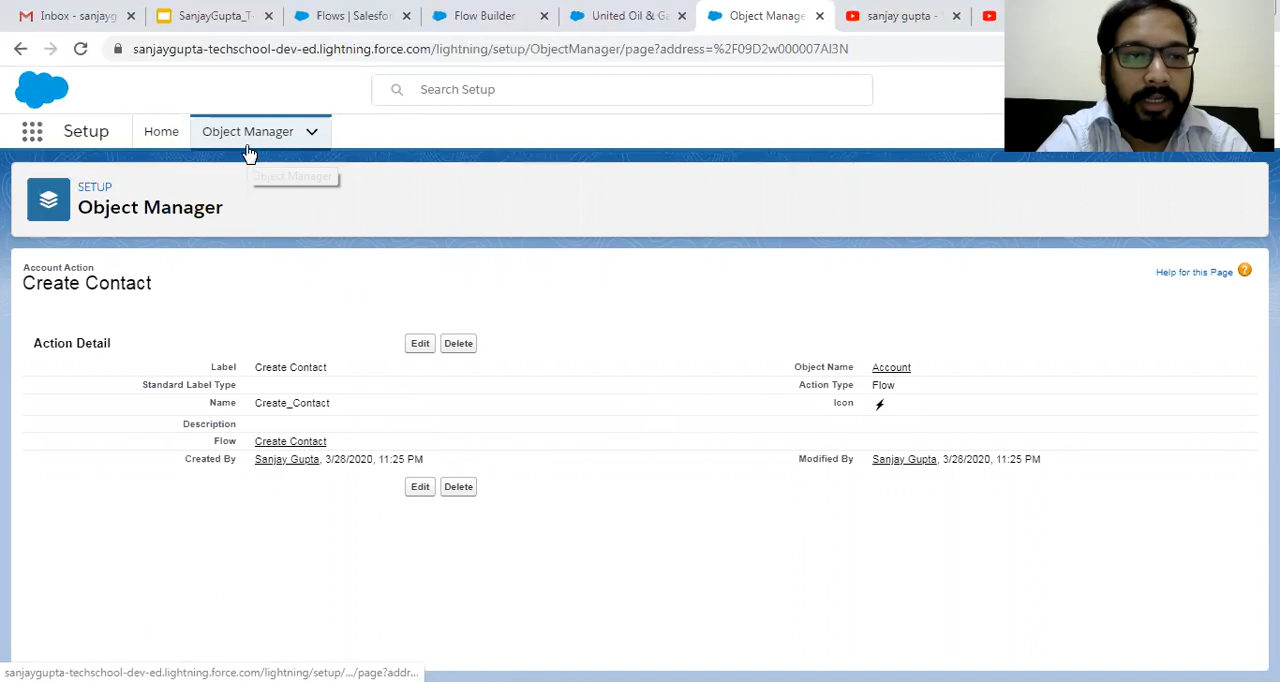 Inbox - sanjayg
SanjayGupta_T
Flows | Salesfo
Flow Builder
United Oil & Ga
Object Manage
sanjay gupta -
sanjaygupta-techschool-dev-ed.lightning.force.com/lightning/setup/ObjectManager/page?address=%2F09D2w000007AI3N
Search Setup
Setup
Home
Object Manager
Object Manager
SETUP
Object Manager
Account Action
Create Contact
Help for this Page
Action Detail
Edit Delete
Label Create Contact Object Name Account
Standard Label Type Action Type Flow
Name Create_Contact Icon
Description
Flow Create Contact
Created By Sanjay Gupta, 3/28/2020, 11:25 PM Modified By Sanjay Gupta, 3/28/2020, 11:25 PM
Edit Delete
sanjaygupta-techschool-dev-ed.lightning.force.com/lightning/setup/.../page?addr...